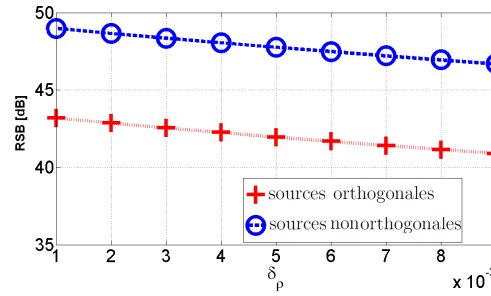 50
45
40
35
RSB [dB]
sources orthogonales
sources nonorthogonales
1 2 3 4 5 6 7 8
x 10⁻³
δρ